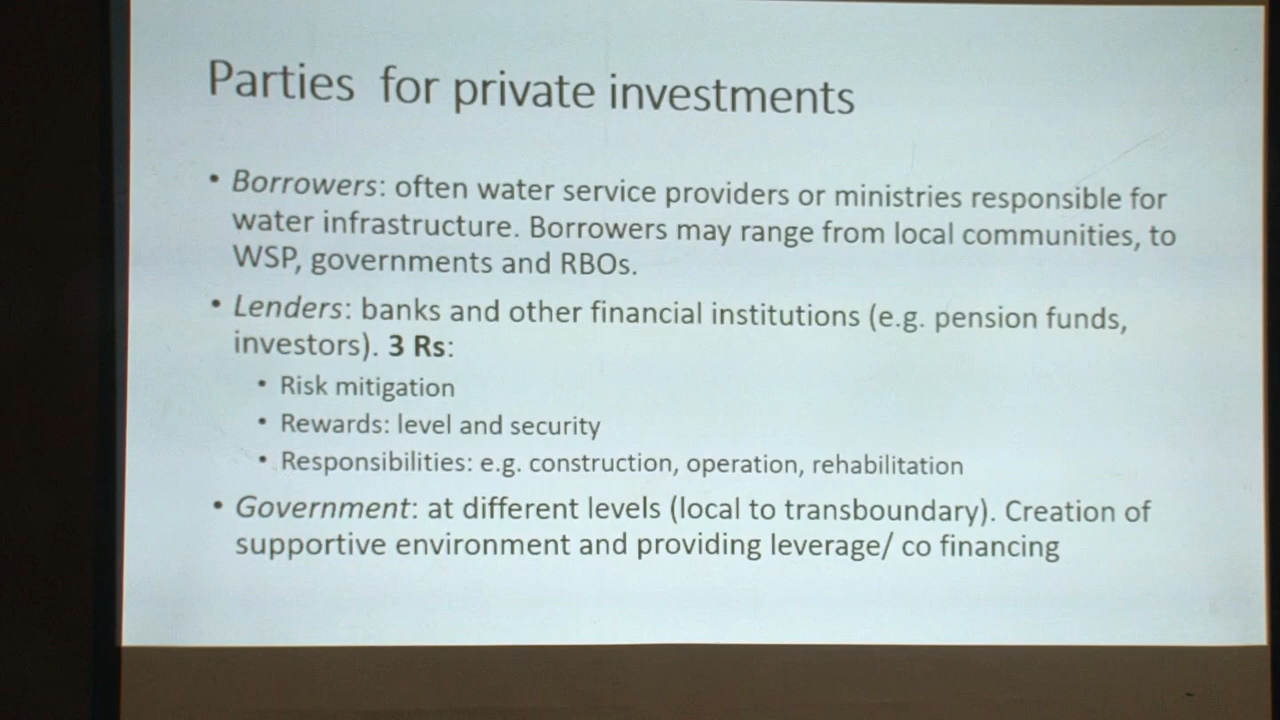 Parties for private investments
• Borrowers: often water service providers or ministries responsible for
water infrastructure. Borrowers may range from local communities, to
WSP, governments and RBOs.
• Lenders: banks and other financial institutions (e.g. pension funds,
investors). 3 Rs:
• Risk mitigation
• Rewards: level and security
• Responsibilities: e.g. construction, operation, rehabilitation
• Government: at different levels (local to transboundary). Creation of
supportive environment and providing leverage/ co financing